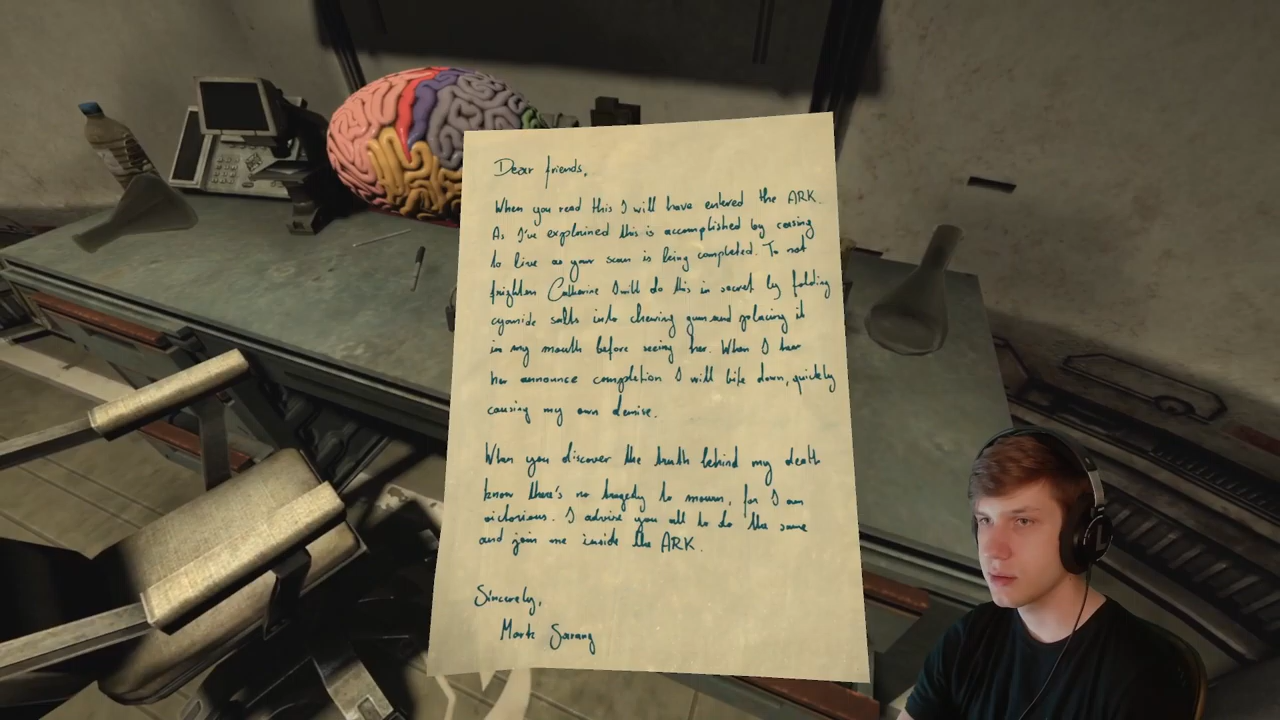 Dear friends,
When you read this I will have entered the ARK.
As I've explained this is accomplished by ceasing
to live as your scan is being completed. To not
frighten Catherine I will do this in secret by folding
cyanide salts into chewing gum and placing it
in my mouth before seeing her. When I hear
her announce completion I will bite down, quickly
causing my own demise.
When you discover the truth behind my death
know there's no tragedy to mourn, for I am
victorious. I advise you all to do the same
and join me inside the ARK.
Sincerely,
Mark Sarang